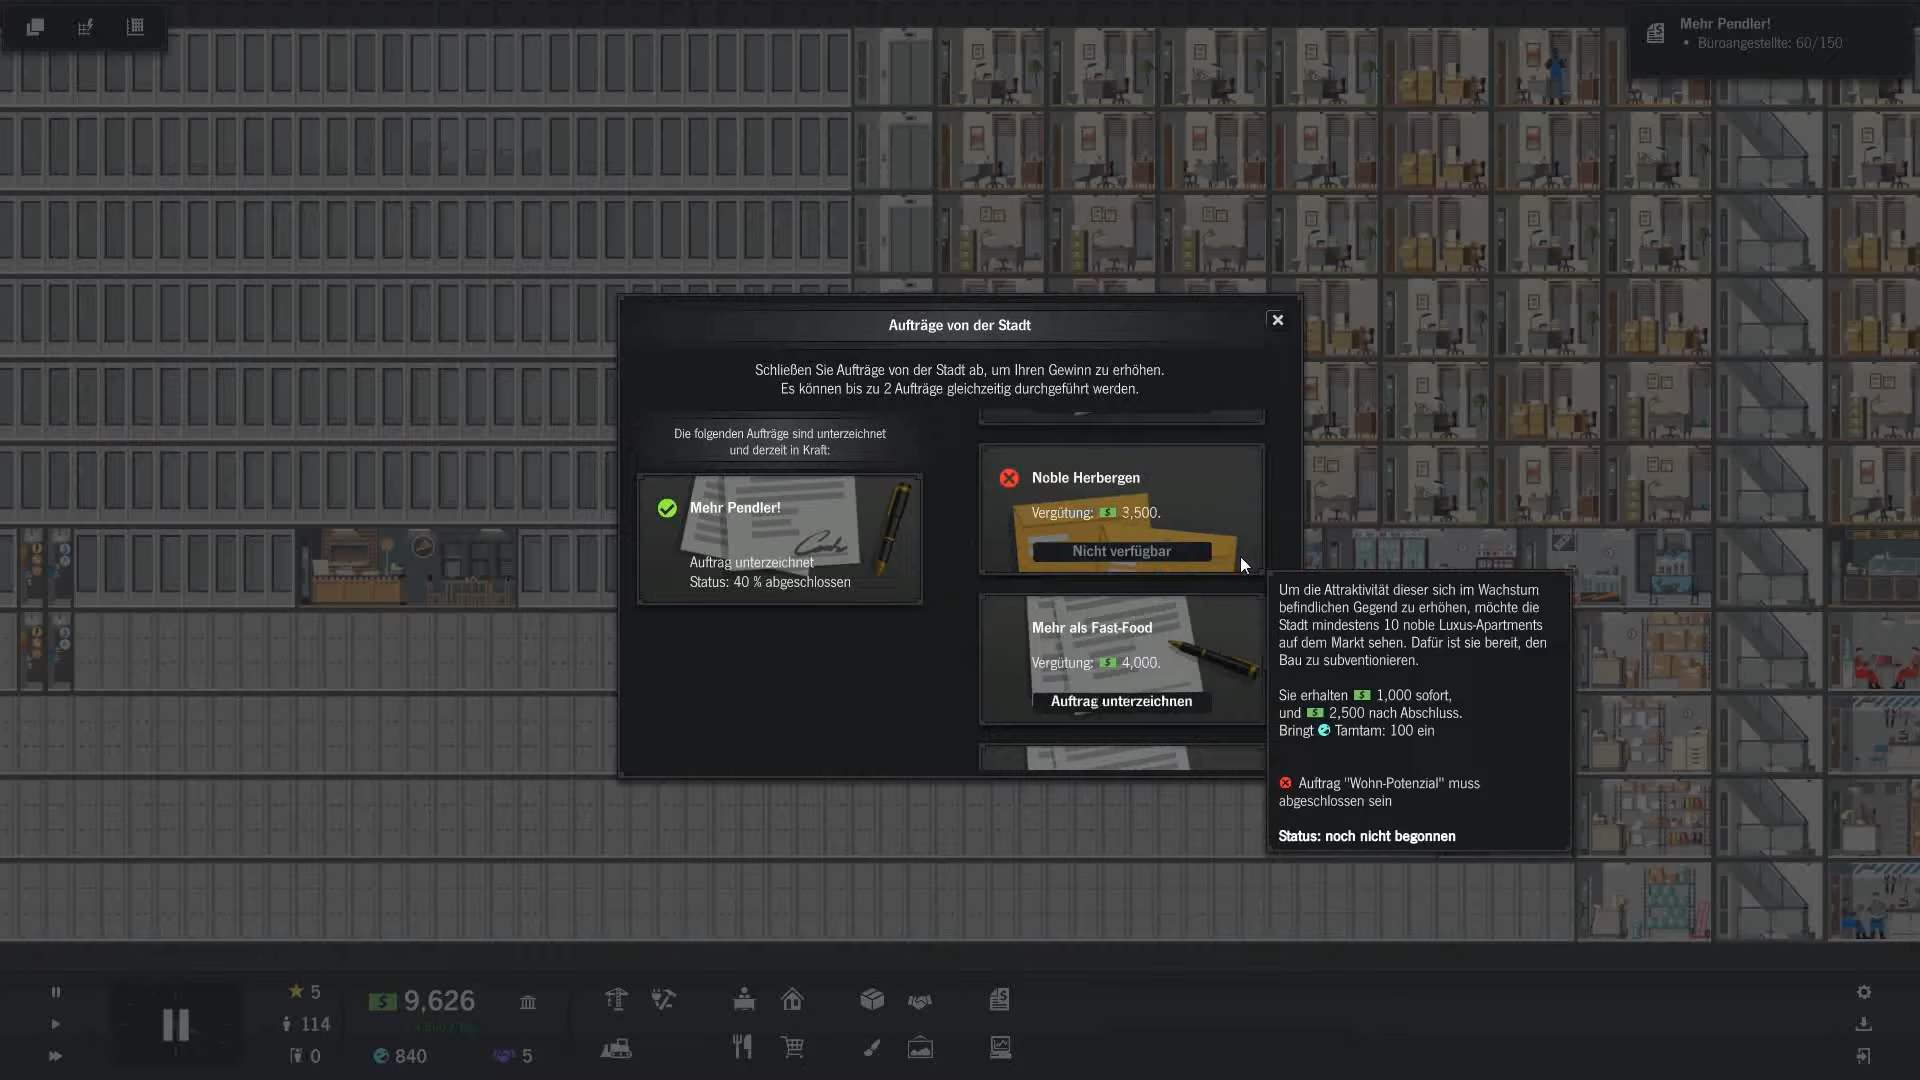 Mehr Pendler!
• Büroangestellte: 60/150
Aufträge von der Stadt
Schließen Sie Aufträge von der Stadt ab, um Ihren Gewinn zu erhöhen.
Es können bis zu 2 Aufträge gleichzeitig durchgeführt werden.
Die folgenden Aufträge sind unterzeichnet
und derzeit in Kraft:
Mehr Pendler!
Auftrag unterzeichnet
Status: 40 % abgeschlossen
Noble Herbergen
Vergütung: 3,500.
Nicht verfügbar
Mehr als Fast-Food
Vergütung: 4,000.
Auftrag unterzeichnen
Um die Attraktivität dieser sich im Wachstum
befindlichen Gegend zu erhöhen, möchte die
Stadt mindestens 10 noble Luxus-Apartments
auf dem Markt sehen. Dafür ist sie bereit, den
Bau zu subventionieren.
Sie erhalten 1,000 sofort,
und 2,500 nach Abschluss.
Bringt Tamtam: 100 ein
Auftrag "Wohn-Potenzial" muss
abgeschlossen sein
Status: noch nicht begonnen
5
9,626
114
0
840
5